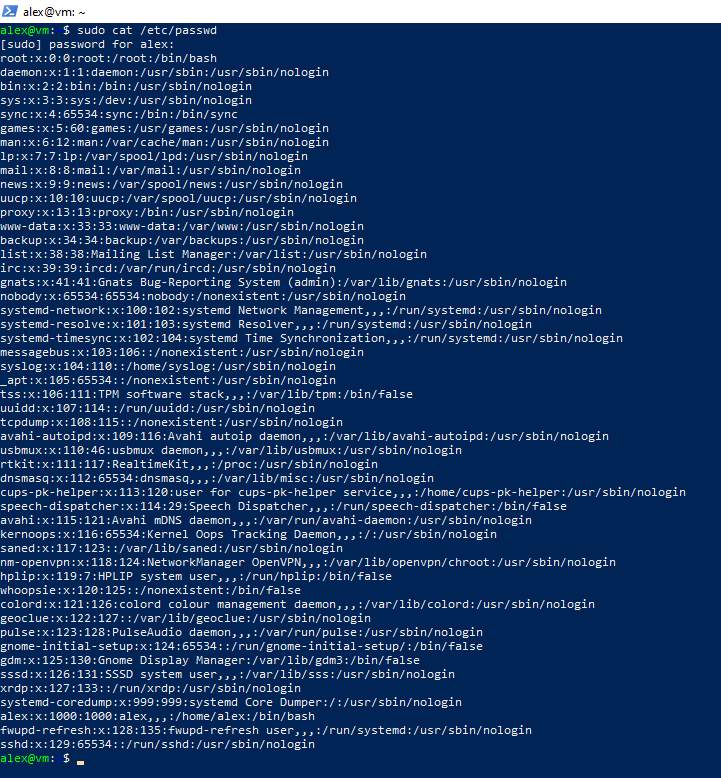 alex@vm: ~
alex@vm: $ sudo cat /etc/passwd
[sudo] password for alex:
root:x:0:0:root:/root:/bin/bash
daemon:x:1:1:daemon:/usr/sbin:/usr/sbin/nologin
bin:x:2:2:bin:/bin:/usr/sbin/nologin
sys:x:3:3:sys:/dev:/usr/sbin/nologin
sync:x:4:65534:sync:/bin:/bin/sync
games:x:5:60:games:/usr/games:/usr/sbin/nologin
man:x:6:12:man:/var/cache/man:/usr/sbin/nologin
lp:x:7:7:lp:/var/spool/lpd:/usr/sbin/nologin
mail:x:8:8:mail:/var/mail:/usr/sbin/nologin
news:x:9:9:news:/var/spool/news:/usr/sbin/nologin
uucp:x:10:10:uucp:/var/spool/uucp:/usr/sbin/nologin
proxy:x:13:13:proxy:/bin:/usr/sbin/nologin
www-data:x:33:33:www-data:/var/www:/usr/sbin/nologin
backup:x:34:34:backup:/var/backups:/usr/sbin/nologin
list:x:38:38:Mailing List Manager:/var/list:/usr/sbin/nologin
irc:x:39:39:ircd:/var/run/ircd:/usr/sbin/nologin
gnats:x:41:41:Gnats Bug-Reporting System (admin):/var/lib/gnats:/usr/sbin/nologin
nobody:x:65534:65534:nobody:/nonexistent:/usr/sbin/nologin
systemd-network:x:100:102:systemd Network Management,,,:/run/systemd:/usr/sbin/nologin
systemd-resolve:x:101:103:systemd Resolver,,,:/run/systemd:/usr/sbin/nologin
systemd-timesync:x:102:104:systemd Time Synchronization,,,:/run/systemd:/usr/sbin/nologin
messagebus:x:103:106::/nonexistent:/usr/sbin/nologin
syslog:x:104:110::/home/syslog:/usr/sbin/nologin
_apt:x:105:65534::/nonexistent:/usr/sbin/nologin
tss:x:106:111:TPM software stack,,,:/var/lib/tpm:/bin/false
uuidd:x:107:114::/run/uuidd:/usr/sbin/nologin
tcpdump:x:108:115::/nonexistent:/usr/sbin/nologin
avahi-autoipd:x:109:116:Avahi autoip daemon,,,:/var/lib/avahi-autoipd:/usr/sbin/nologin
usbmux:x:110:46:usbmux daemon,,,:/var/lib/usbmux:/usr/sbin/nologin
rtkit:x:111:117:RealtimeKit,,,:/proc:/usr/sbin/nologin
dnsmasq:x:112:65534:dnsmasq,,,:/var/lib/misc:/usr/sbin/nologin
cups-pk-helper:x:113:120:user for cups-pk-helper service,,,:/home/cups-pk-helper:/usr/sbin/nologin
speech-dispatcher:x:114:29:Speech Dispatcher,,,:/run/speech-dispatcher:/bin/false
avahi:x:115:121:Avahi mDNS daemon,,,:/var/run/avahi-daemon:/usr/sbin/nologin
kernoops:x:116:65534:Kernel Oops Tracking Daemon,,,:/:/usr/sbin/nologin
saned:x:117:123::/var/lib/saned:/usr/sbin/nologin
nm-openvpn:x:118:124:NetworkManager OpenVPN,,,:/var/lib/openvpn/chroot:/usr/sbin/nologin
hplip:x:119:7:HPLIP system user,,,:/run/hplip:/bin/false
whoopsie:x:120:125::/nonexistent:/bin/false
colord:x:121:126:colord colour management daemon,,,:/var/lib/colord:/usr/sbin/nologin
geoclue:x:122:127::/var/lib/geoclue:/usr/sbin/nologin
pulse:x:123:128:PulseAudio daemon,,,:/var/run/pulse:/usr/sbin/nologin
gnome-initial-setup:x:124:65534::/run/gnome-initial-setup/:/bin/false
gdm:x:125:130:Gnome Display Manager:/var/lib/gdm3:/bin/false
sssd:x:126:131:SSSD system user,,,:/var/lib/sss:/usr/sbin/nologin
xrdp:x:127:133::/run/xrdp:/usr/sbin/nologin
systemd-coredump:x:999:999:systemd Core Dumper:/:/usr/sbin/nologin
alex:x:1000:1000:alex,,,:/home/alex:/bin/bash
fwupd-refresh:x:128:135:fwupd-refresh user,,,:/run/systemd:/usr/sbin/nologin
sshd:x:129:65534::/run/sshd:/usr/sbin/nologin
alex@vm: $